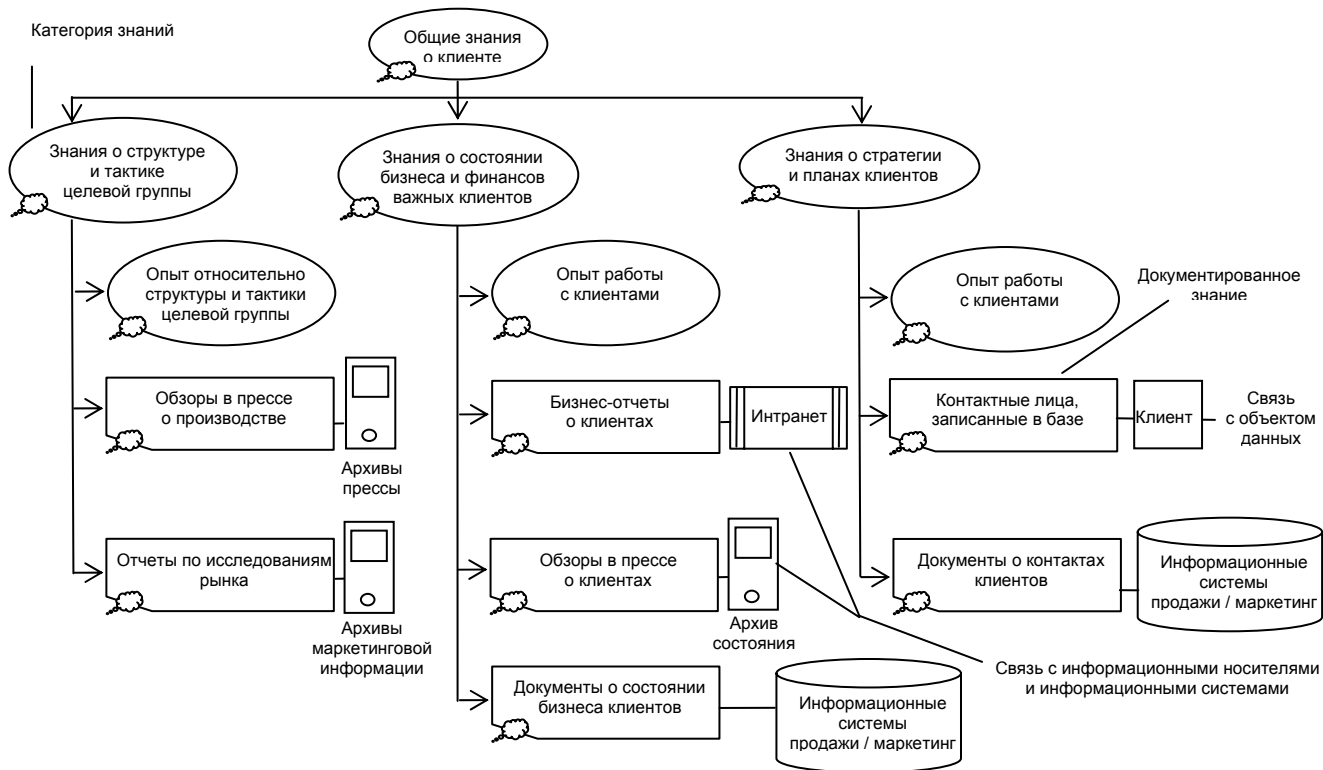 Категория знаний
Общие знания
о клиенте
Знания о структуре
и тактике
целевой группы
Знания о состоянии
бизнеса и финансов
важных клиентов
Знания о стратегии
и планах клиентов
Опыт относительно
структуры и тактики
целевой группы
Опыт работы
с клиентами
Опыт работы
с клиентами
Документированное
знание
Обзоры в прессе
о производстве
Архивы
прессы
Бизнес-отчеты
о клиентах
Интранет
Контактные лица,
записанные в базе
Клиент
Связь
с объектом
данных
Отчеты по исследованиям
рынка
Архивы
маркетинговой
информации
Обзоры в прессе
о клиентах
Архив
состояния
Документы о контактах
клиентов
Информационные
системы
продажи / маркетинг
Связь с информационными носителями
и информационными системами
Документы о состоянии
бизнеса клиентов
Информационные
системы
продажи / маркетинг